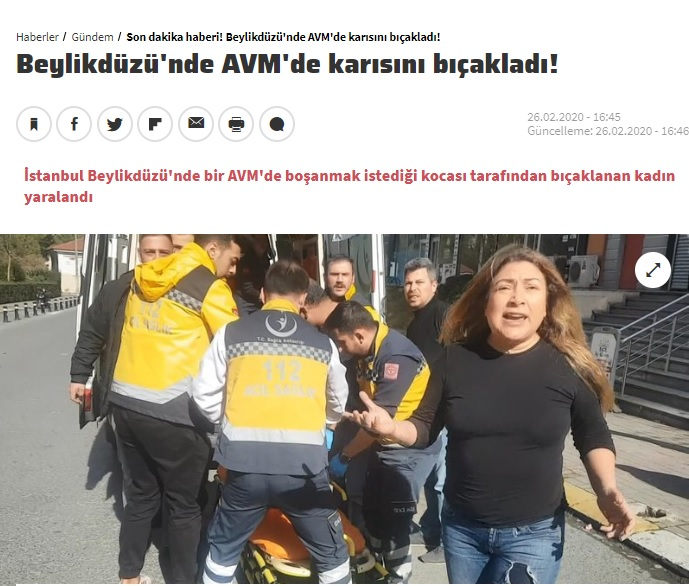 Haberler / Gündem / Son dakika haberi! Beylikdüzü'nde AVM'de karısını bıçakladı!
Beylikdüzü'nde AVM'de karısını bıçakladı!
26.02.2020 - 16:45
Güncelleme: 26.02.2020 - 16:46
İstanbul Beylikdüzü'nde bir AVM'de boşanmak istediği kocası tarafından bıçaklanan kadın
yaralandı
112